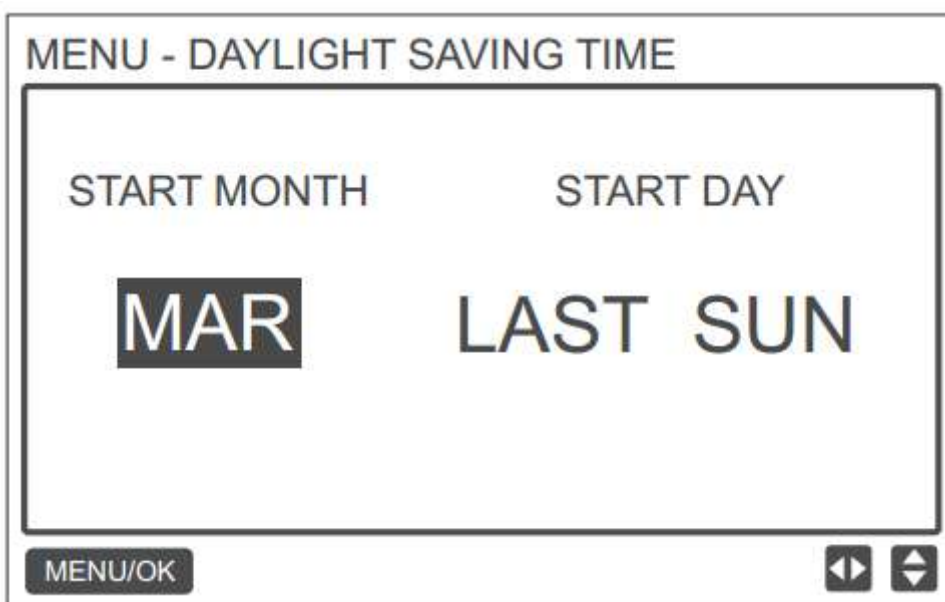 MENU - DAYLIGHT SAVING TIME
START MONTH START DAY
MAR LAST SUN
MENU/OK